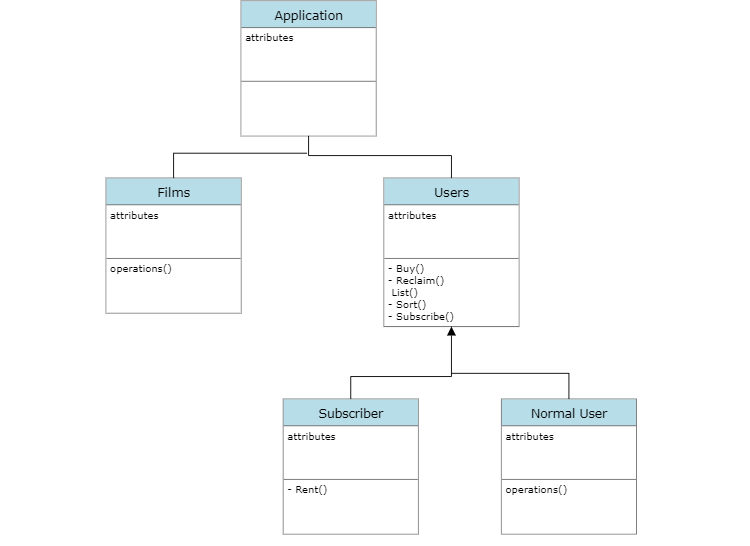 Application
attributes
Films
attributes
operations()
Users
attributes
- Buy()
- Reclaim()
List()
- Sort()
- Subscribe()
Subscriber
attributes
- Rent()
Normal User
attributes
operations()